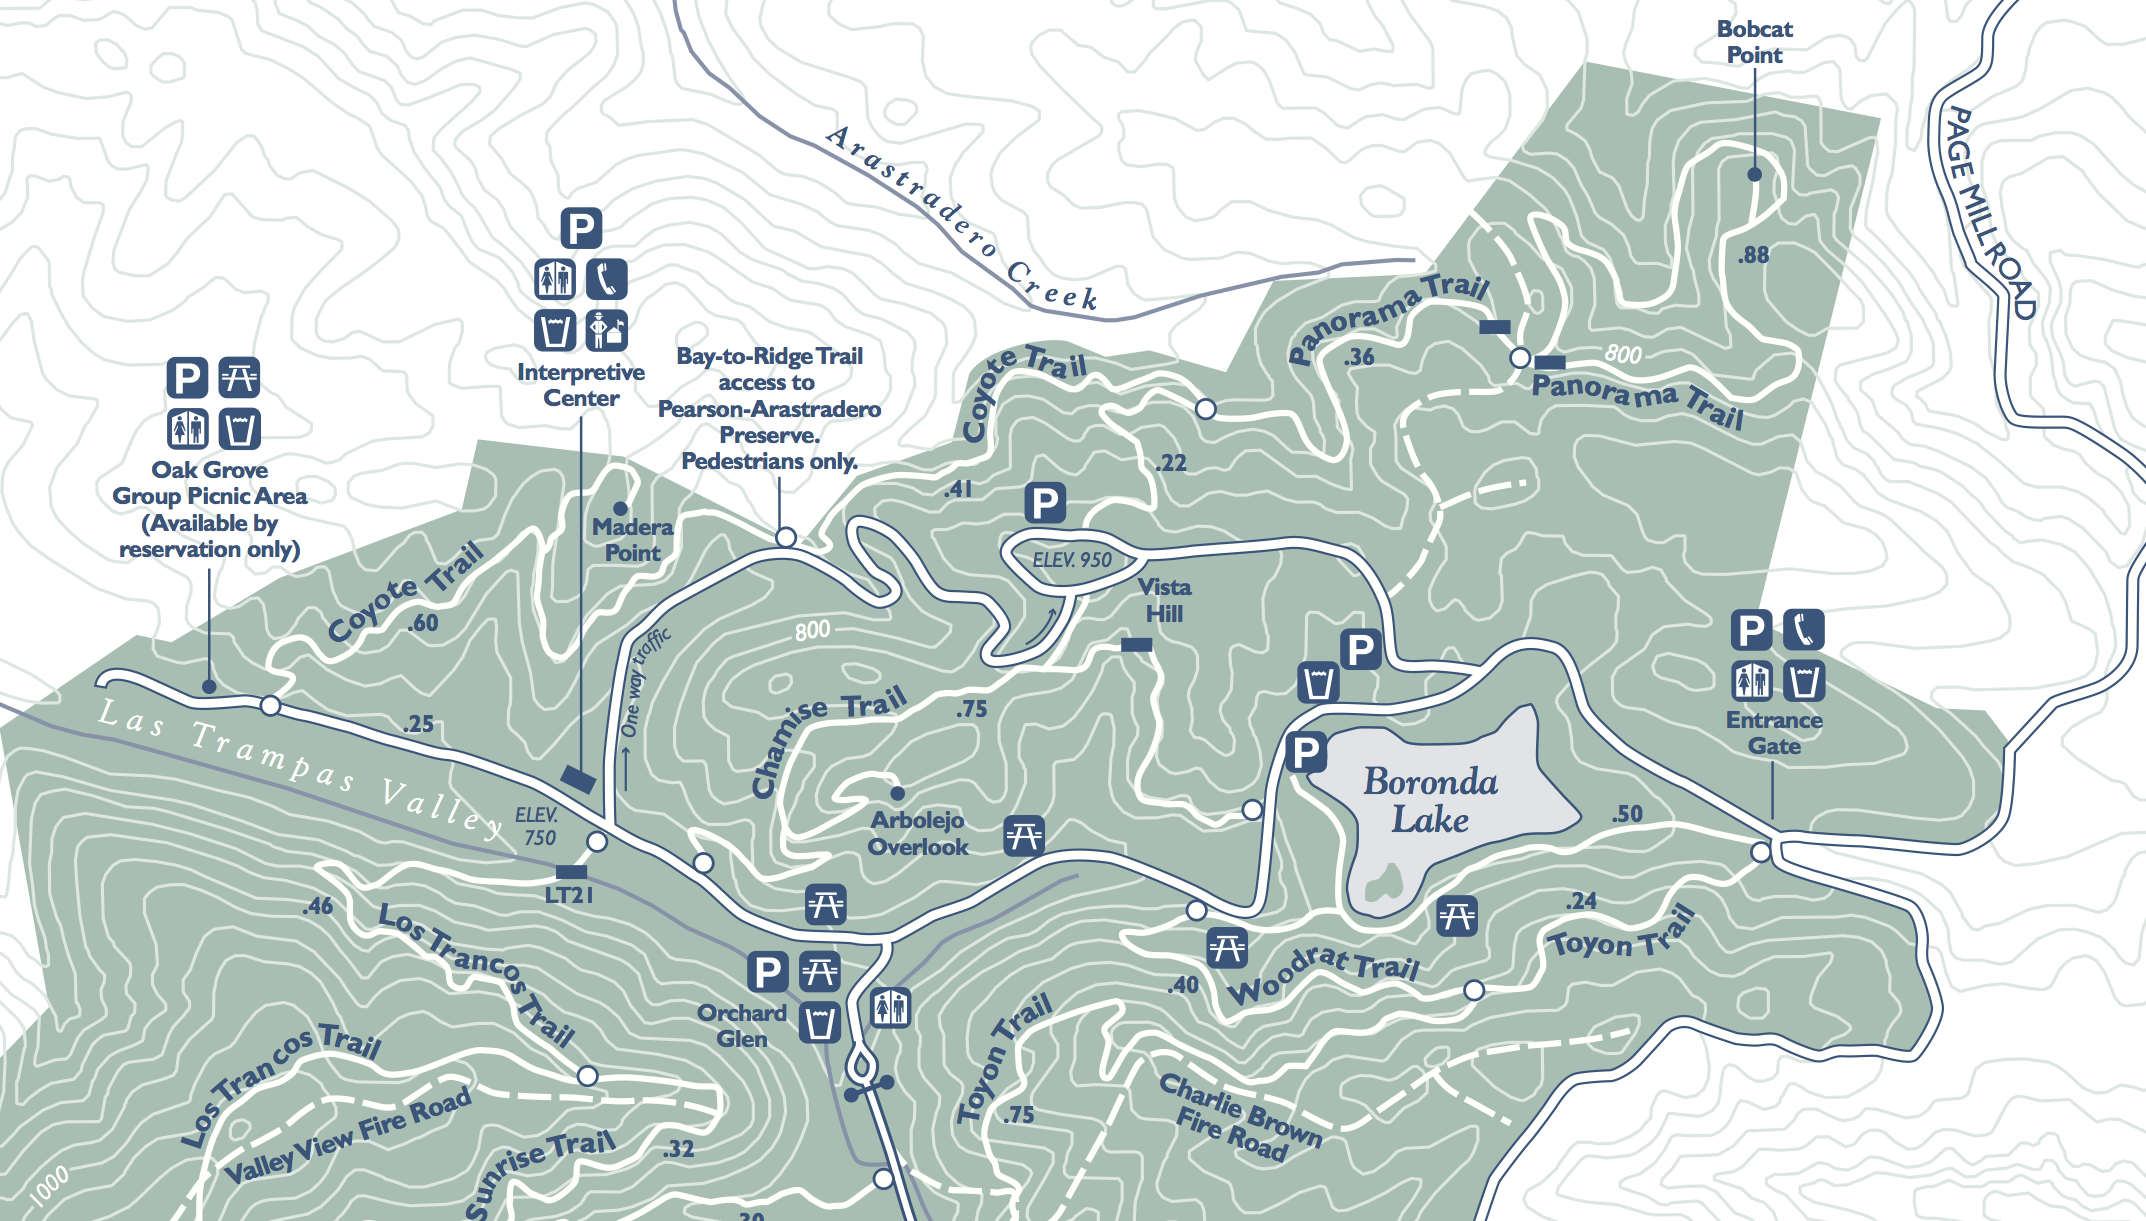 Bobcat
Point
PAGE MILL ROAD
Arastradero Creek
P
Interpretive
Center
Bay-to-Ridge Trail
access to
Pearson-Arastradero
Preserve.
Pedestrians only.
P
Oak Grove
Group Picnic Area
(Available by
reservation only)
.88
Panorama Trail
.36
800
Panorama Trail
Coyote Trail
.22
.41
P
ELEV. 950
Madera
Point
Coyote Trail
.60
Vista
Hill
800
One way traffic
P
P
Entrance
Gate
Las Trampas Valley
.25
Chamise Trail
.75
P
Boronda
Lake
.50
ELEV.
750
Arbolejo
Overlook
LT21
.46
Los Trancos Trail
.24
Toyon Trail
Woodrat Trail
.40
P
Orchard
Glen
Toyon Trail
.75
Los Trancos Trail
Valley View Fire Road
Charlie Brown
Fire Road
Sunrise Trail
.32
1000